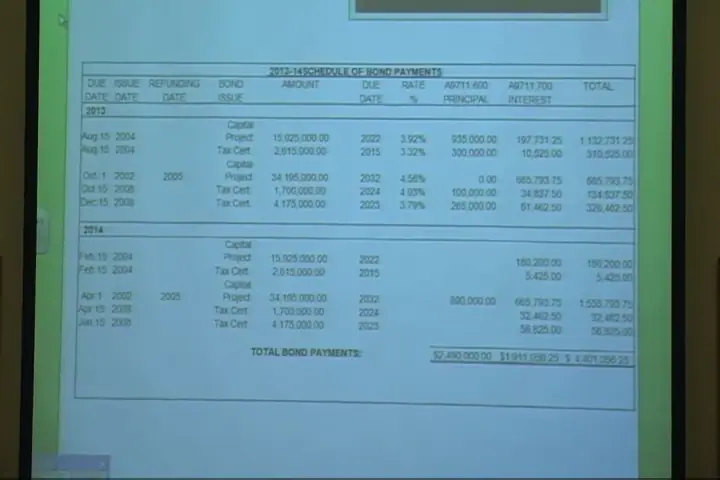 2013-14 SCHEDULE OF BOND PAYMENTS
DUE ISSUE REFUNDING BOND AMOUNT DUE RATE A9711.600 A9711.700 TOTAL
DATE DATE DATE ISSUE DATE % PRINCIPAL INTEREST
2013
Capital
Aug 15 2004 Project 15,925,000.00 2022 3.92% 935,000.00 197,731.25 1,132,731.25
Aug 15 2004 Tax Cert 2,615,000.00 2015 3.32% 300,000.00 10,925.00 310,925.00
Capital
Oct 1 2002 2005 Project 34,195,000.00 2032 4.56% 0.00 665,793.75 665,793.75
Oct 15 2008 Tax Cert 1,700,000.00 2024 100,000.00 34,837.50 134,837.50
Dec 15 2008 Tax Cert 4,175,000.00 2023 3.79% 265,000.00 61,462.50 326,462.50
2014
Capital
Feb 15 2004 Project 15,925,000.00 2022 180,200.00 180,200.00
Feb 15 2004 Tax Cert 2,615,000.00 2015 5,425.00 5,425.00
Capital
Apr 1 2002 2005 Project 34,195,000.00 2032 890,000.00 665,793.75 1,555,793.75
Apr 15 2008 Tax Cert 1,700,000.00 2024 32,462.50 32,462.50
Jun 15 2008 Tax Cert 4,175,000.00 2023 56,625.00 56,625.00
TOTAL BOND PAYMENTS: $2,490,000.00 $1,911,256.25 $ 4,401,256.25